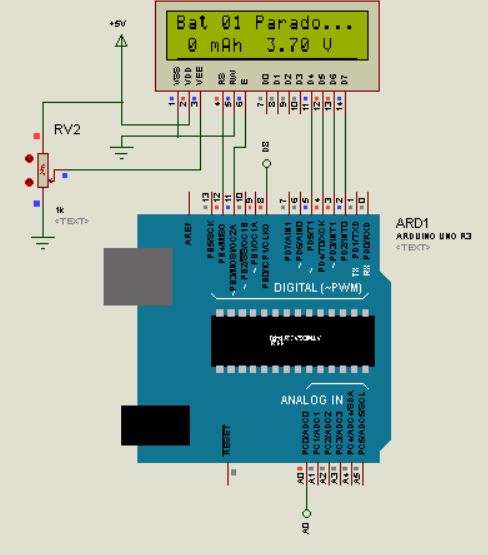 +5V
Bat 01 Parado...
0 mAh 3.70 V
VSS
VDD
VEE
RS
RW
E
D0
D1
D2
D3
D4
D5
D6
D7
1
2
3
4
5
6
7
8
9
10
11
12
13
14
RV2
1k
<TEXT>
D8
13
12
11
10
9
8
7
6
5
4
3
2
1
0
AREF
PB5/SCK
PB4/MISO
PB3/MOSI/OC2A
PB2/SS/OC1B
PB1/OC1A
PB0/ICP1/CLKO
PD7/AIN1
PD6/AIN0
PD5/T1
PD4/T0/XCK
PD3/INT1
PD2/INT0
PD1/TXD
PD0/RXD
TX
RX
ARD1
ARDUINO UNO R3
<TEXT>
DIGITAL (~PWM)
ANALOG IN
RESET
PC0/ADC0
PC1/ADC1
PC2/ADC2
PC3/ADC3
PC4/ADC4/SDA
PC5/ADC5/SCL
A0
A1
A2
A3
A4
A5
A0